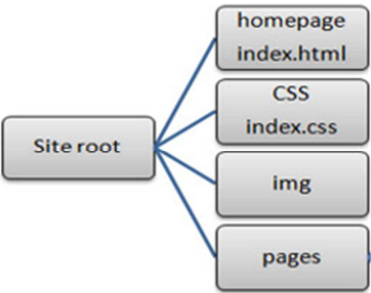 homepage
index.html
CSS
index.css
Site root
img
pages